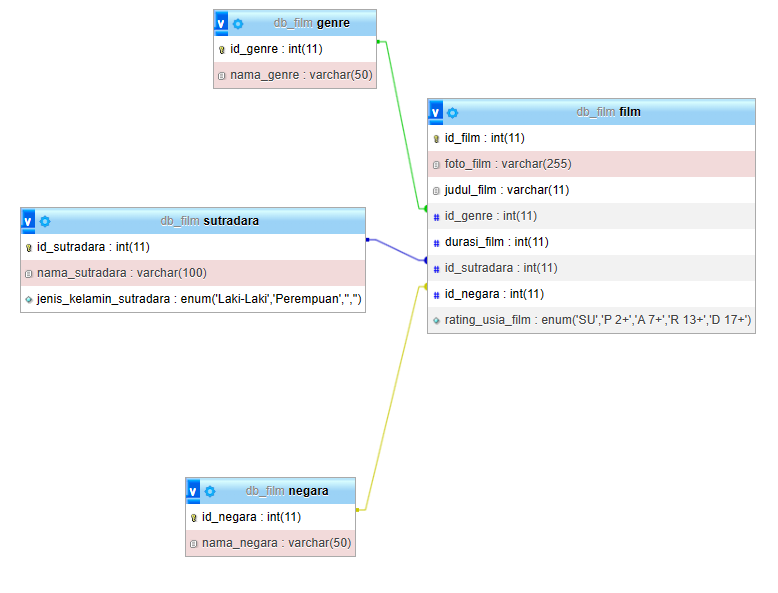 v db_film genre
id_genre : int(11)
nama_genre : varchar(50)
v db_film film
id_film : int(11)
foto_film : varchar(255)
judul_film : varchar(11)
# id_genre : int(11)
# durasi_film : int(11)
# id_sutradara : int(11)
# id_negara : int(11)
rating_usia_film : enum('SU','P 2+','A 7+','R 13+','D 17+')
v db_film sutradara
id_sutradara : int(11)
nama_sutradara : varchar(100)
jenis_kelamin_sutradara : enum('Laki-Laki','Perempuan','','')
v db_film negara
id_negara : int(11)
nama_negara : varchar(50)